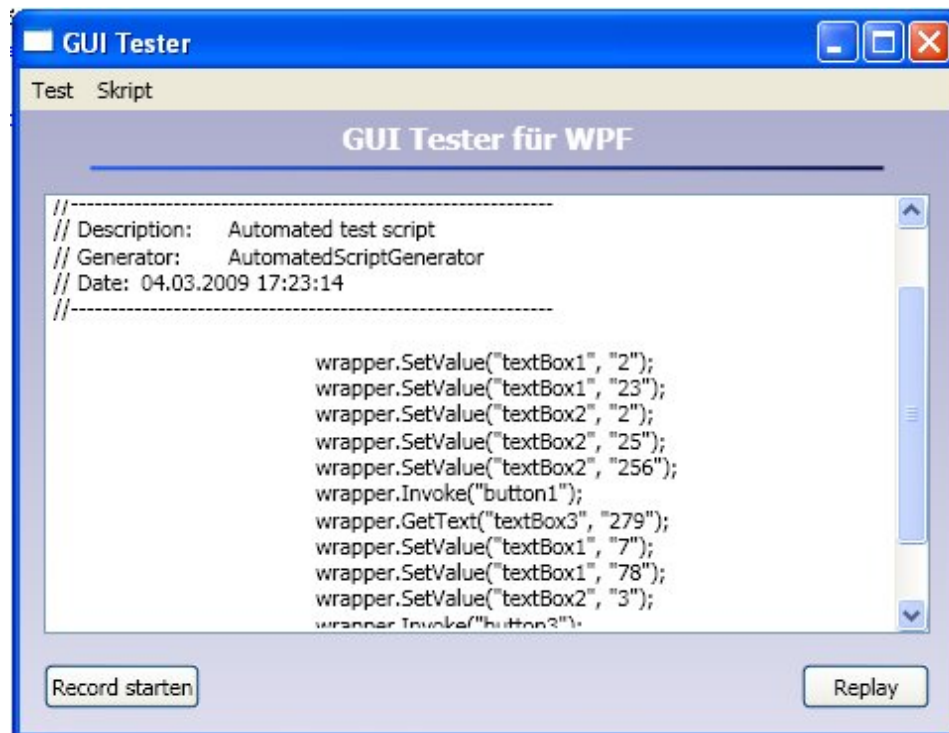 GUI Tester
Test Skript
GUI Tester für WPF
//------------------------------------------------------------
// Description: Automated test script
// Generator: AutomatedScriptGenerator
// Date: 04.03.2009 17:23:14
//------------------------------------------------------------
wrapper.SetValue("textBox1", "2");
wrapper.SetValue("textBox1", "23");
wrapper.SetValue("textBox2", "2");
wrapper.SetValue("textBox2", "25");
wrapper.SetValue("textBox2", "256");
wrapper.Invoke("button1");
wrapper.GetText("textBox3", "279");
wrapper.SetValue("textBox1", "7");
wrapper.SetValue("textBox1", "78");
wrapper.SetValue("textBox2", "3");
wrapper.Invoke("button3");
Record starten Replay